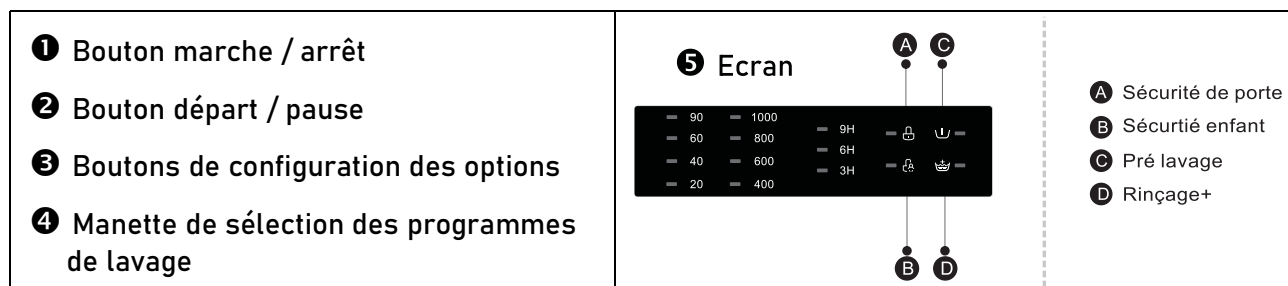 ❶ Bouton marche / arrêt
❷ Bouton départ / pause
❸ Boutons de configuration des options
❹ Manette de sélection des programmes
de lavage
❺ Ecran
A C
90 1000
60 800
40 600
20 400
9H
6H
3H
B D
A Sécurité de porte
B Sécurtié enfant
C Pré lavage
D Rinçage+